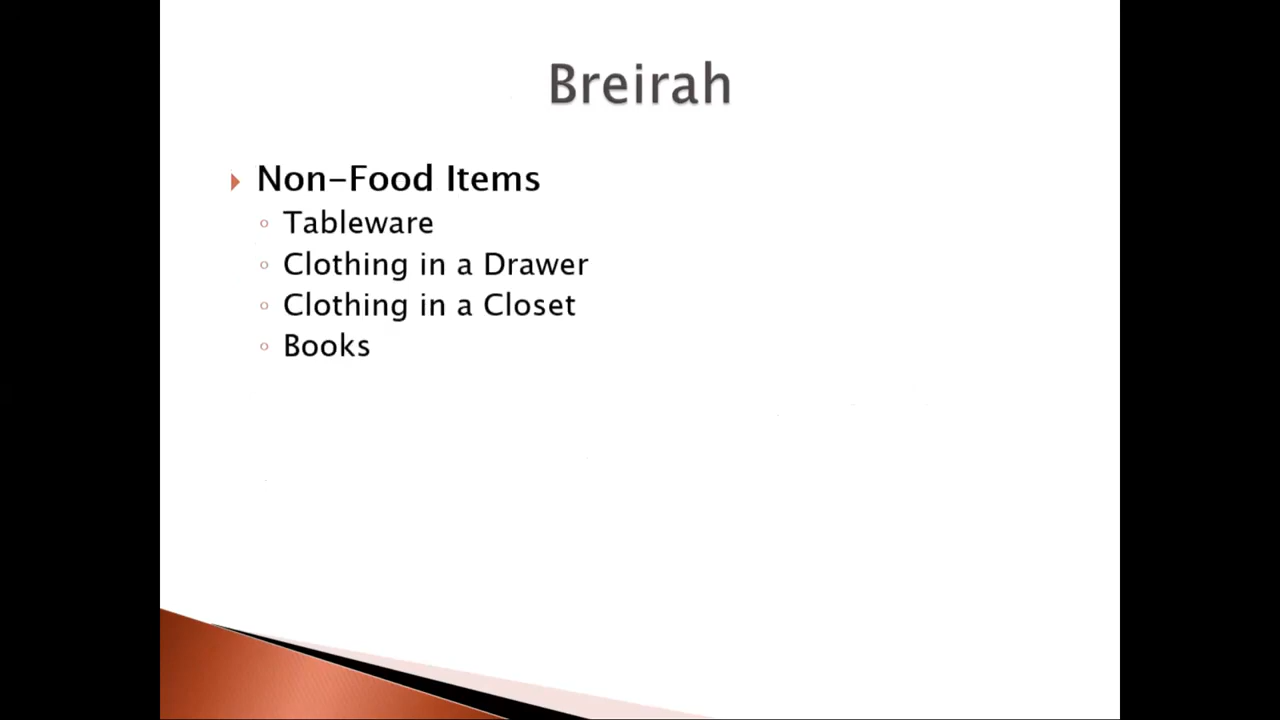 Breirah
Non-Food Items
Tableware
Clothing in a Drawer
Clothing in a Closet
Books